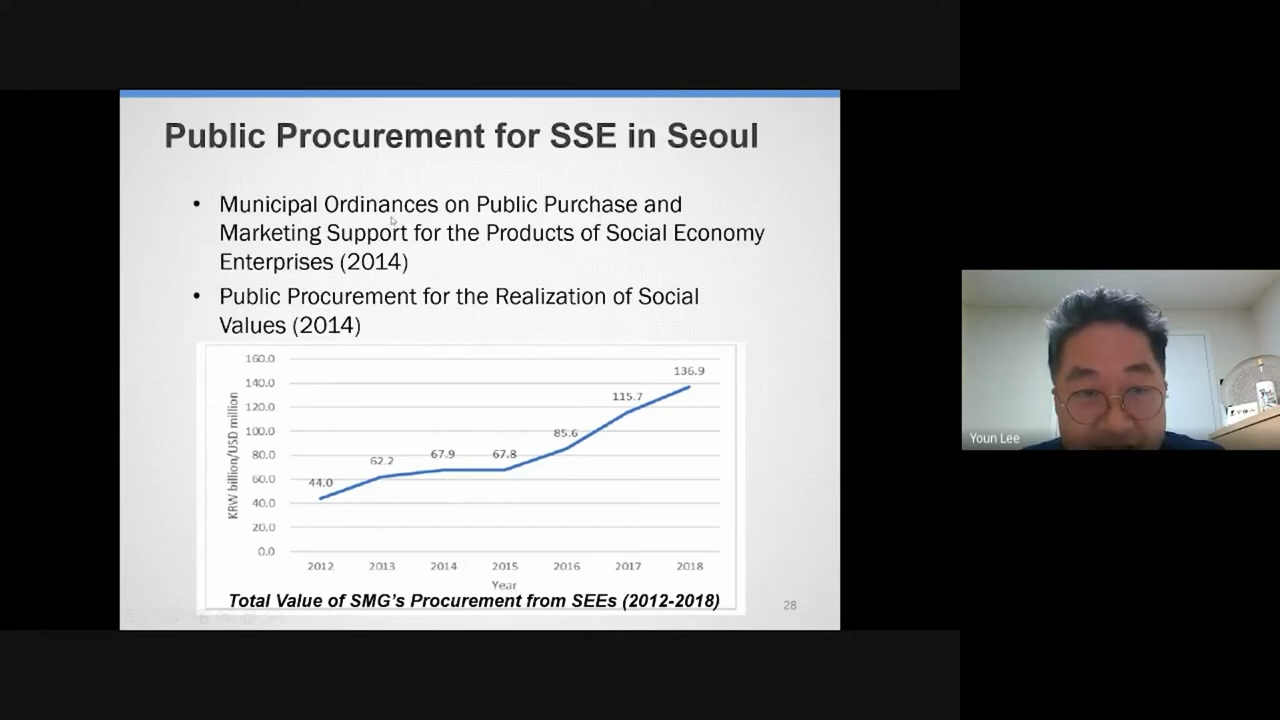 Public Procurement for SSE in Seoul
• Municipal Ordinances on Public Purchase and
Marketing Support for the Products of Social Economy
Enterprises (2014)
• Public Procurement for the Realization of Social
Values (2014)
KRW billion/USD million
160.0
140.0
120.0
100.0
80.0
60.0
40.0
20.0
0.0
44.0
62.2
67.9
67.8
85.6
115.7
136.9
2012 2013 2014 2015 2016 2017 2018
Year
Total Value of SMG's Procurement from SEEs (2012-2018)
28
Youn Lee